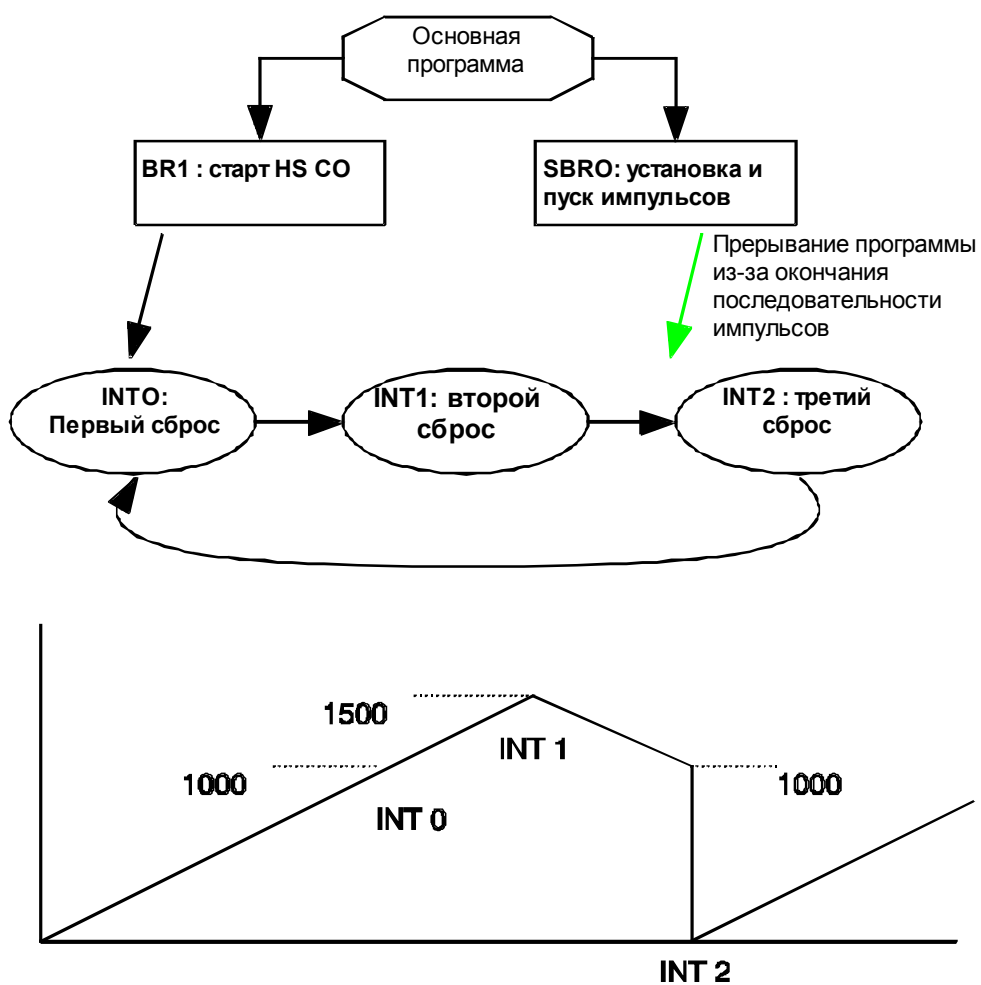 Основная
программа
BR1 : старт HS CO
SBRO: установка и
пуск импульсов
Прерывание программы
из-за окончания
последовательности
импульсов
INTO:
Первый сброс
INT1: второй
сброс
INT2 : третий
сброс
1500
INT 1
1000
1000
INT 0
INT 2